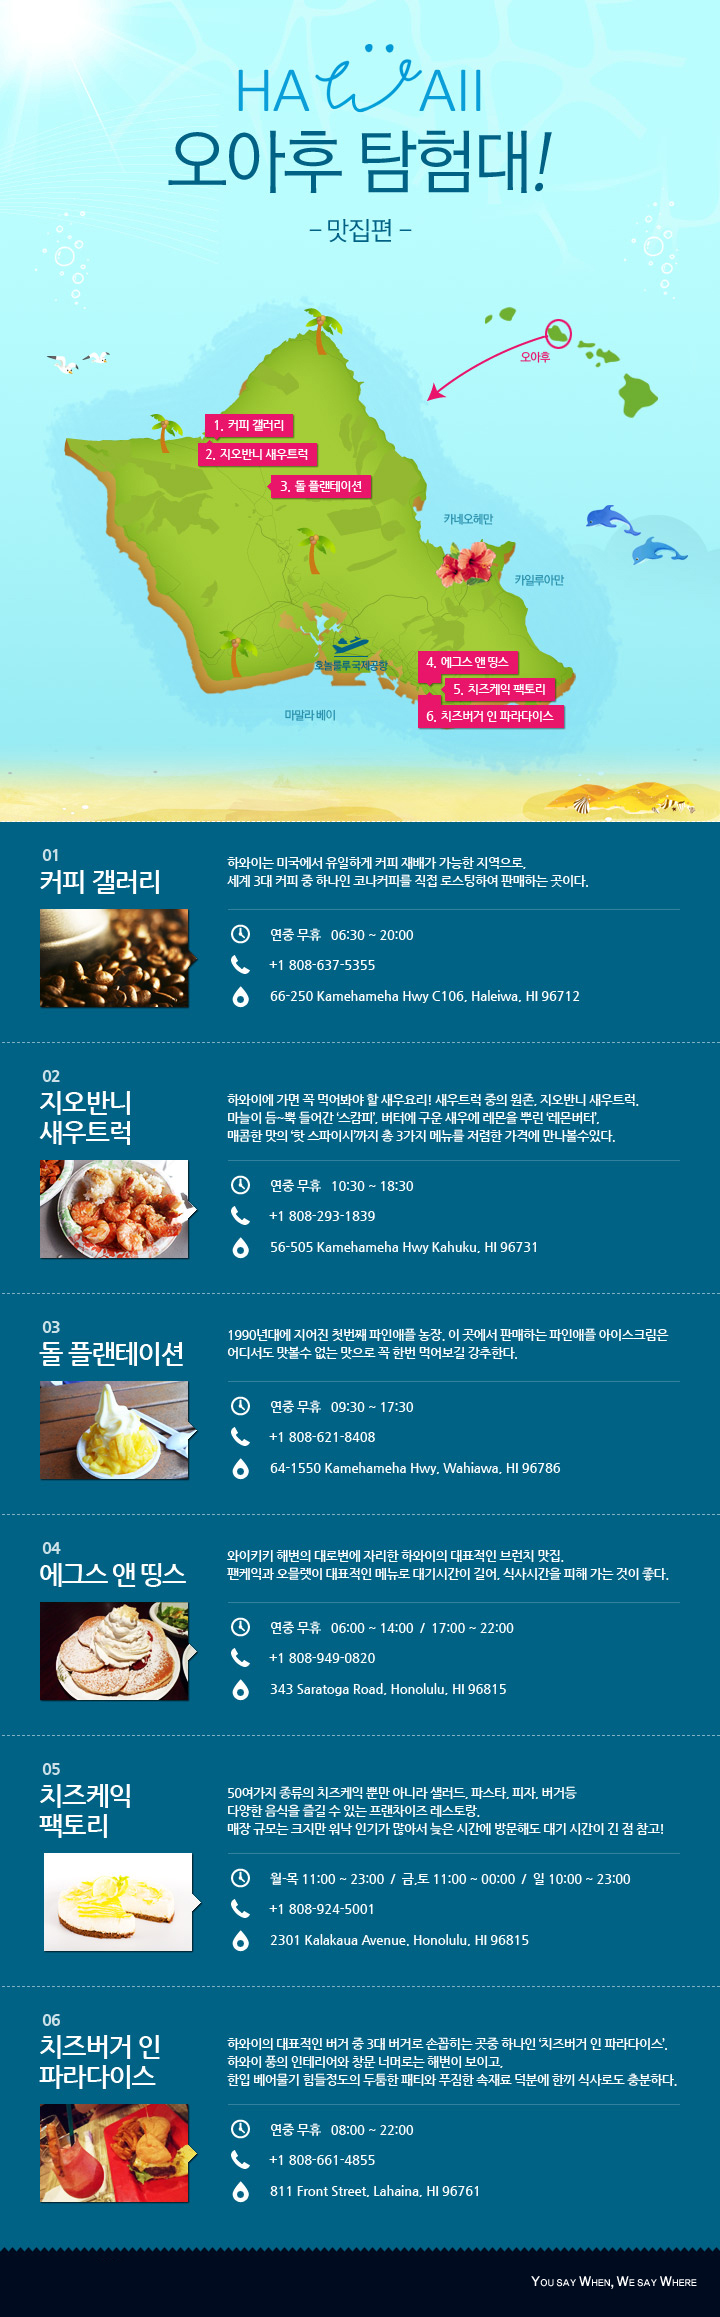 HAWAII
오아후 탐험대!
– 맛집편 –
오아후
1. 커피 갤러리
2. 지오반니 새우트럭
3. 돌 플랜테이션
카네오헤만
카일루아만
호놀룰루 국제공항
4. 에그스 앤 띵스
5. 치즈케익 팩토리
6. 치즈버거 인 파라다이스
마말라 베이
01
커피 갤러리
하와이는 미국에서 유일하게 커피 재배가 가능한 지역으로,
세계 3대 커피 중 하나인 코나커피를 직접 로스팅하여 판매하는 곳이다.
연중 무휴 06:30 ~ 20:00
+1 808-637-5355
66-250 Kamehameha Hwy C106, Haleiwa, HI 96712
02
지오반니
새우트럭
하와이에 가면 꼭 먹어봐야 할 새우요리! 새우트럭 중의 원존, 지오반니 새우트럭.
마늘이 듬~뿍 들어간 ‘스캄피’, 버터에 구운 새우에 레몬을 뿌린 ‘레몬버터’,
매콤한 맛의 ‘핫 스파이시’까지 총 3가지 메뉴를 저렴한 가격에 만나볼수있다.
연중 무휴 10:30 ~ 18:30
+1 808-293-1839
56-505 Kamehameha Hwy Kahuku, HI 96731
03
돌 플랜테이션
1990년대에 지어진 첫번째 파인애플 농장. 이 곳에서 판매하는 파인애플 아이스크림은
어디서도 맛볼수 없는 맛으로 꼭 한번 먹어보길 강추한다.
연중 무휴 09:30 ~ 17:30
+1 808-621-8408
64-1550 Kamehameha Hwy, Wahiawa, HI 96786
04
에그스 앤 띵스
와이키키 해변의 대로변에 자리한 하와이의 대표적인 브런치 맛집.
팬케익과 오믈렛이 대표적인 메뉴로 대기시간이 길어, 식사시간을 피해 가는 것이 좋다.
연중 무휴 06:00 ~ 14:00 / 17:00 ~ 22:00
+1 808-949-0820
343 Saratoga Road, Honolulu, HI 96815
05
치즈케익
팩토리
50여가지 종류의 치즈케익 뿐만 아니라 샐러드, 파스타, 피자, 버거등
다양한 음식을 즐길 수 있는 프랜차이즈 레스토랑.
매장 규모는 크지만 워낙 인기가 많아서 늦은 시간에 방문해도 대기 시간이 긴 점 참고!
월-목 11:00 ~ 23:00 / 금,토 11:00 ~ 00:00 / 일 10:00 ~ 23:00
+1 808-924-5001
2301 Kalakaua Avenue, Honolulu, HI 96815
06
치즈버거 인
파라다이스
하와이의 대표적인 버거 중 3대 버거로 손꼽히는 곳중 하나인 ‘치즈버거 인 파라다이스’.
하와이 풍의 인테리어와 창문 너머로는 해변이 보이고,
한입 베어물기 힘들정도의 두툼한 패티와 푸짐한 속재료 덕분에 한끼 식사로도 충분하다.
연중 무휴 08:00 ~ 22:00
+1 808-661-4855
811 Front Street, Lahaina, HI 96761
YOU SAY WHEN, WE SAY WHERE